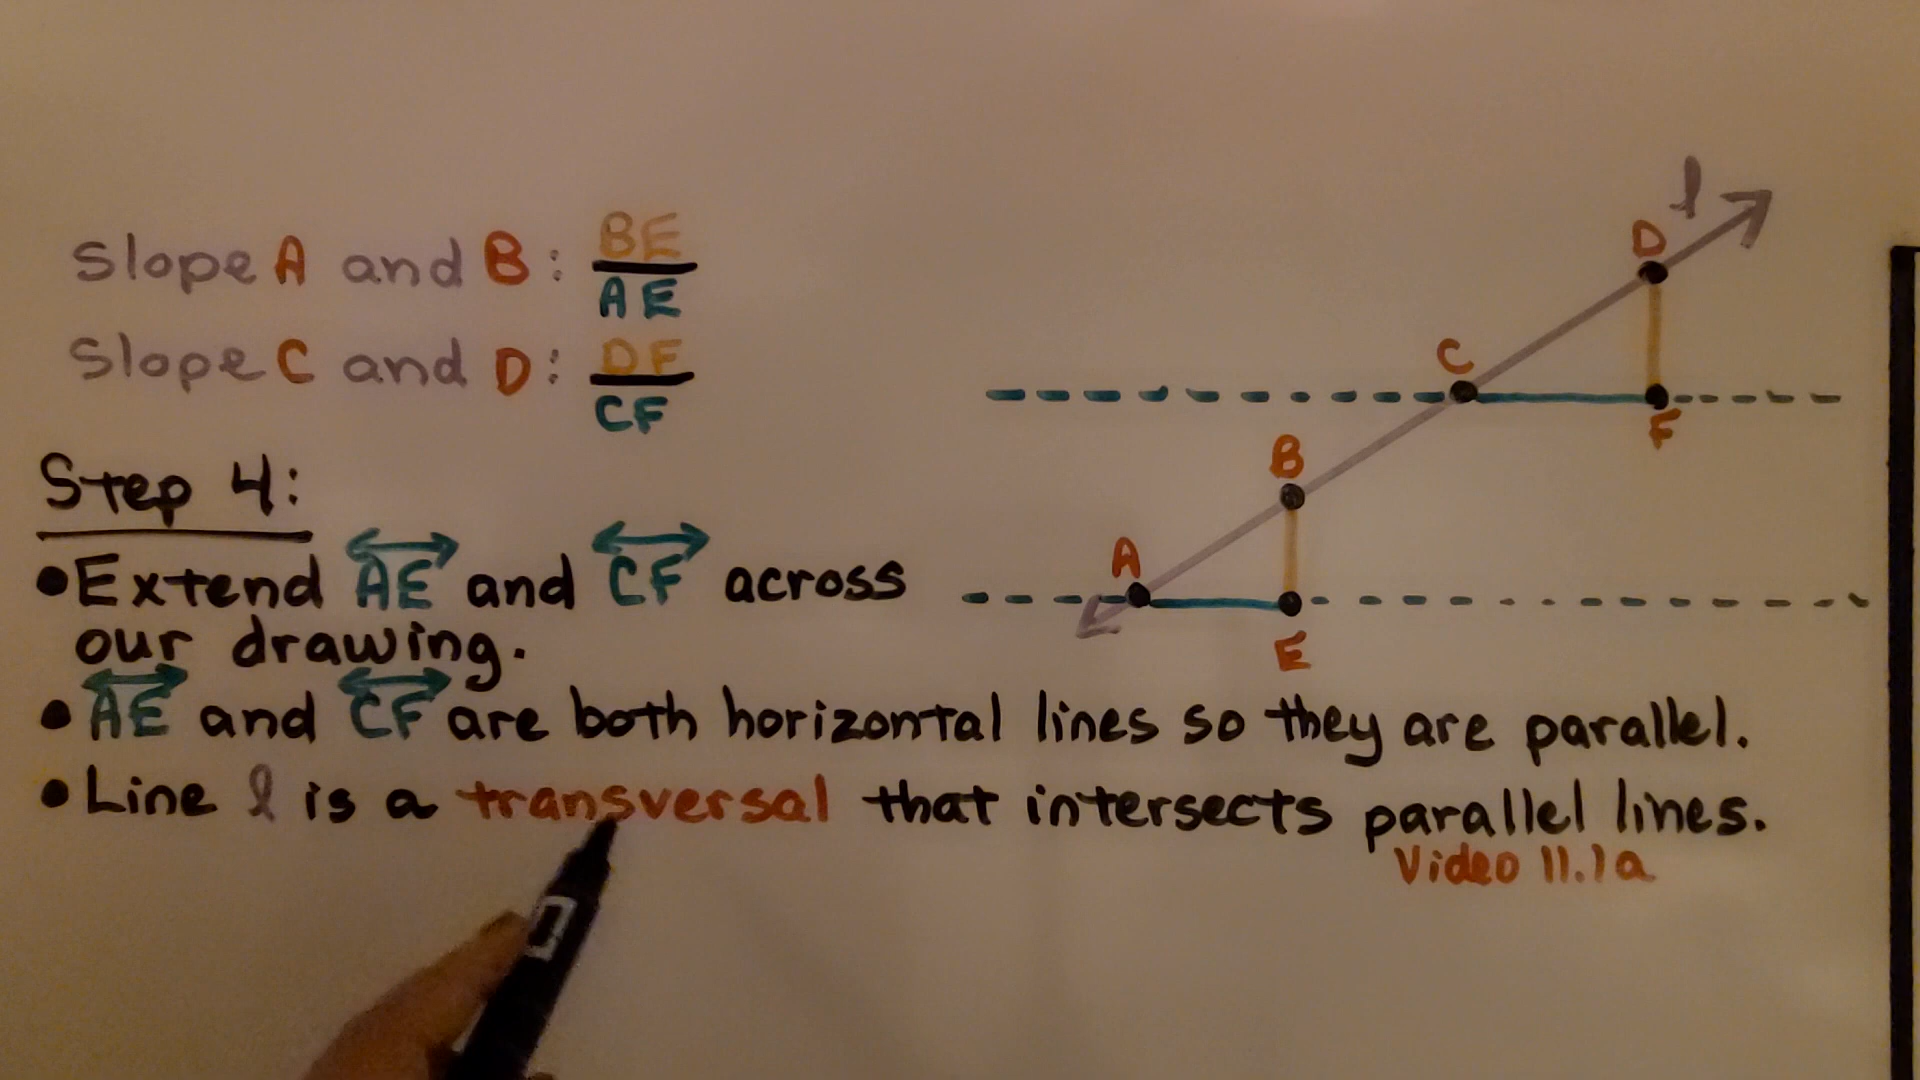 slope A and B: BE
AE
slope C and D: DF
CF
Step 4:
•Extend AE and CF across
our drawing.
•AE and CF are both horizontal lines so they are parallel.
•Line l is a transversal that intersects parallel lines.
Video 11.1a
l
D
C
F
B
A
E